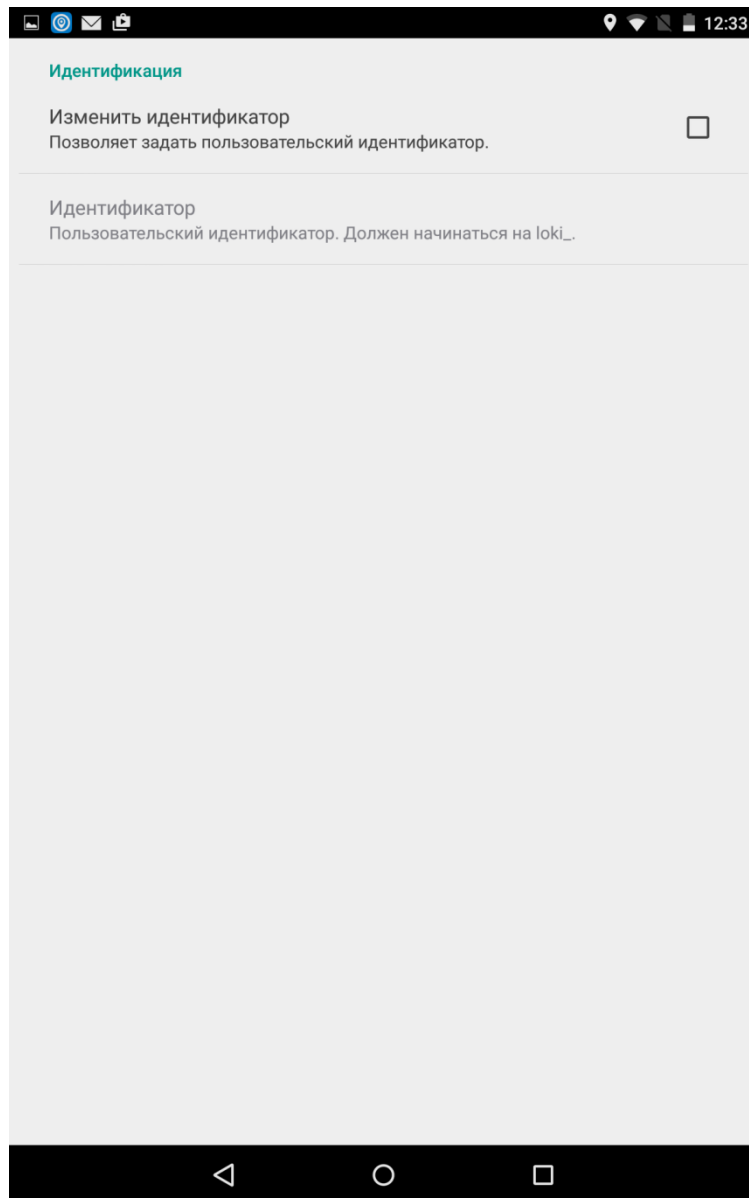 12:33
Идентификация
Изменить идентификатор
Позволяет задать пользовательский идентификатор.
Идентификатор
Пользовательский идентификатор. Должен начинаться на loki_.